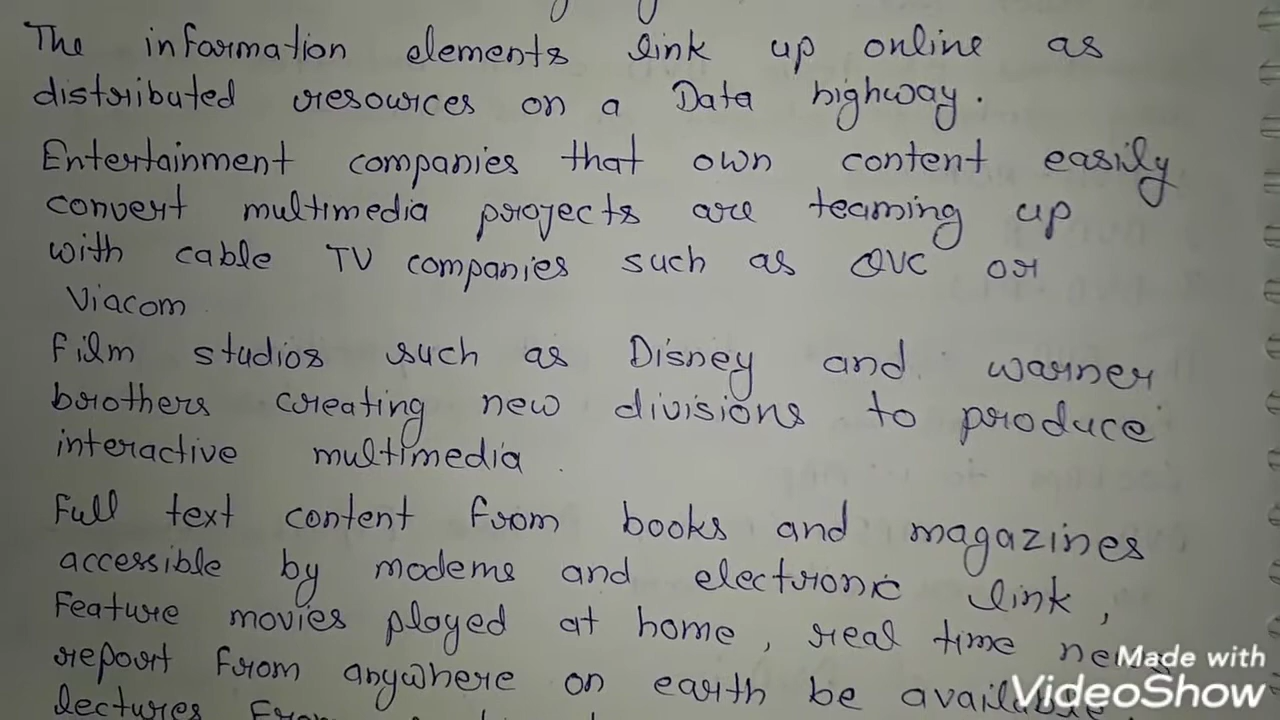 The information elements link up online as
distributed resources on a Data highway.
Entertainment companies that own content easily
convert multimedia projects are teaming up
with cable TV companies such as QVC or
Viacom
Film studios such as Disney and warner
brothers creating new divisions to produce
interactive multimedia.
Full text content from books and magazines
accessible by modems and electronic link,
Feature movies played at home, real time news
report from anywhere on earth be available
lectures From
Made with
VideoShow